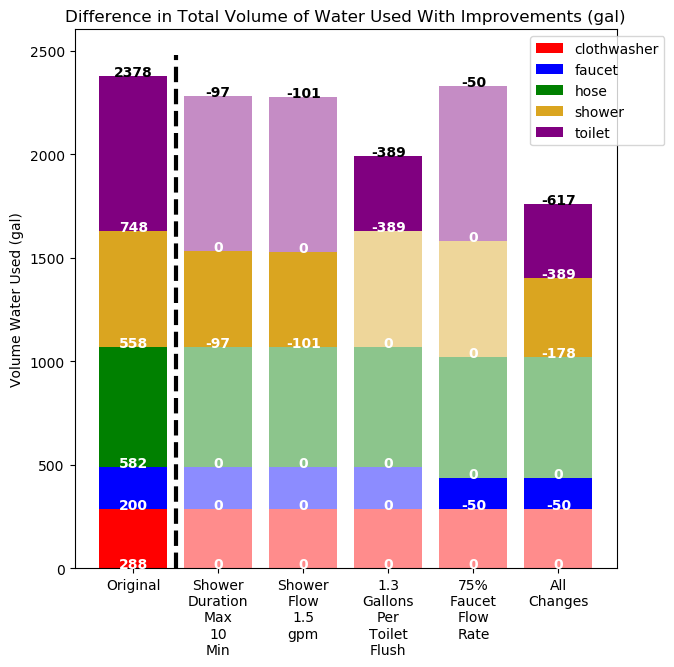 Difference in Total Volume of Water Used With Improvements (gal)
clothwasher
faucet
hose
shower
toilet
Volume Water Used (gal)
2500
2000
1500
1000
500
0
2378
748
558
582
200
288
-97
0
-97
0
0
0
-101
0
-101
0
0
0
-389
-389
0
0
0
0
-50
0
0
0
-50
0
-617
-389
-178
0
-50
0
Original
Shower
Duration
Max
10
Min
Shower
Flow
1.5
gpm
1.3
Gallons
Per
Toilet
Flush
75%
Faucet
Flow
Rate
All
Changes